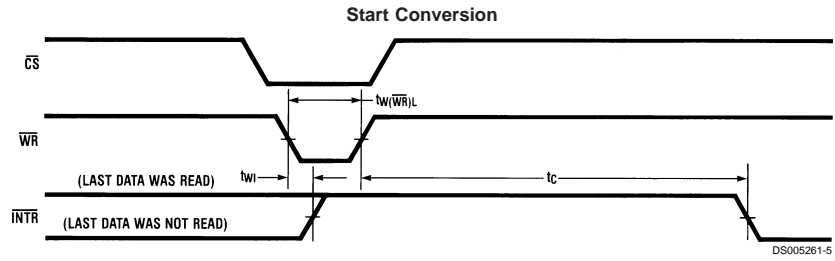 Start Conversion
CS
tW(WR)L
WR
(LAST DATA WAS READ)
tWI
tC
INTR
(LAST DATA WAS NOT READ)
DS005261-5